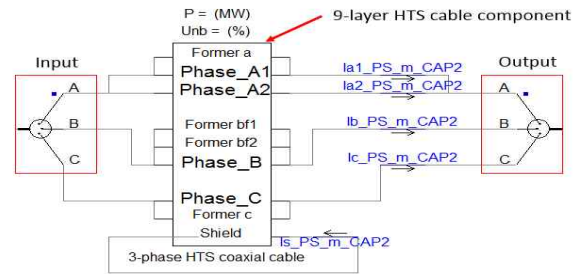 P = (MW)
Unb = (%)
9-layer HTS cable component
Input
Former a
Phase_A1
Ia1_PS_m_CAP2
Output
A
Phase_A2
Ia2_PS_m_CAP2
A
Former bf1
B
Ib_PS_m_CAP2
B
Former bf2
Phase_B
C
Ic_PS_m_CAP2
C
Phase_C
Former c
Shield
Is_PS_m_CAP2
3-phase HTS coaxial cable